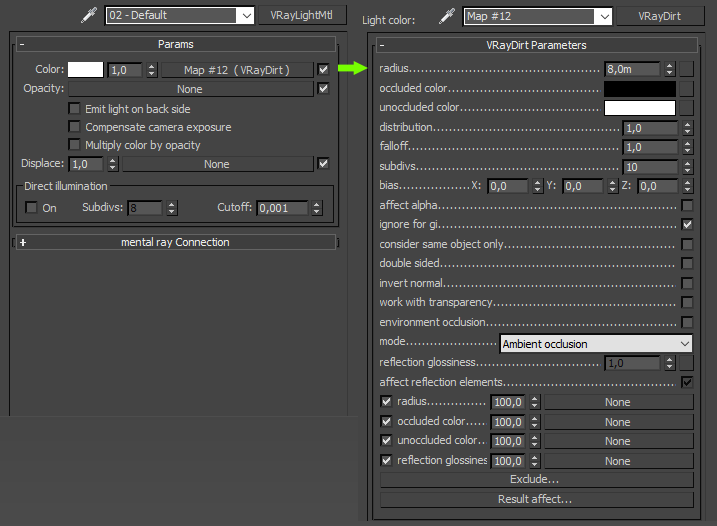 02 - Default
VRayLightMtl
- Params
Color: 1,0 Map #12 ( VRayDirt )
Opacity: None
Emit light on back side
Compensate camera exposure
Multiply color by opacity
Displace: 1,0 None
Direct illumination
On Subdivs: 8 Cutoff: 0,001
+ mental ray Connection
Light color: Map #12 VRayDirt
- VRayDirt Parameters
radius 8,0m
occluded color
unoccluded color
distribution 1,0
falloff 1,0
subdivs 10
bias X: 0,0 Y: 0,0 Z: 0,0
affect alpha
ignore for gi
consider same object only
double sided
invert normal
work with transparency
environment occlusion
mode Ambient occlusion
reflection glossiness 1,0
affect reflection elements
radius 100,0 None
occluded color 100,0 None
unoccluded color 100,0 None
reflection glossines 100,0 None
Exclude...
Result affect...